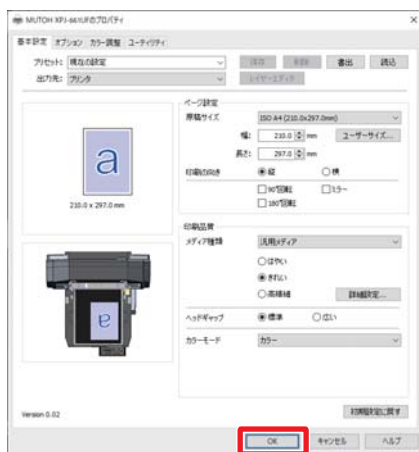 MUTOH XPJ-661UFのプロパティ
基本設定 オプション カラー調整 ユーティリティ
プリセット: 現在の設定 保存 削除 書出 読込
出力先: プリンタ レイヤーエディタ
ページ設定
原稿サイズ ISO A4 (210.0x297.0mm)
幅: 210.0 mm ユーザーサイズ...
長さ: 297.0 mm
印刷の向き 縦 横
90°回転 ミラー
180°回転
a
210.0 x 297.0 mm
印刷品質
メディア種類 汎用メディア
はやい
きれい
高精細 詳細設定...
ヘッドギャップ 標準 広い
カラーモード カラー
a
Version 0.02 初期設定に戻す
OK キャンセル ヘルプ